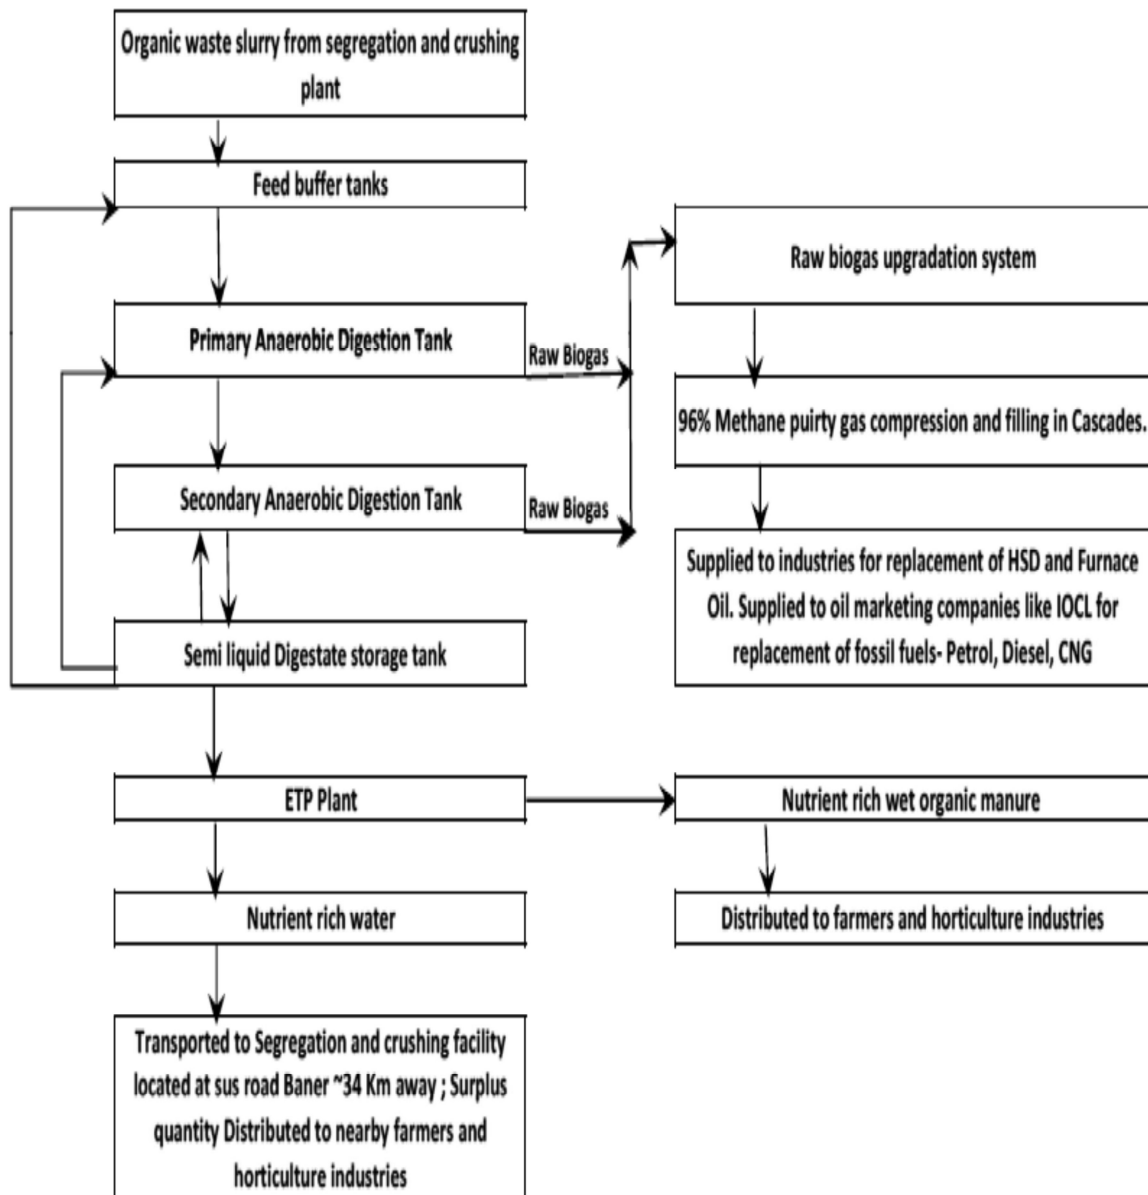 Organic waste slurry from segregation and crushing
plant
Feed buffer tanks
Raw biogas upgradation system
Primary Anaerobic Digestion Tank
Raw Biogas
96% Methane puirty gas compression and filling in Cascades.
Secondary Anaerobic Digestion Tank
Raw Biogas
Supplied to industries for replacement of HSD and Furnace
Oil. Supplied to oil marketing companies like IOCL for
replacement of fossil fuels- Petrol, Diesel, CNG
Semi liquid Digestate storage tank
ETP Plant
Nutrient rich wet organic manure
Nutrient rich water
Distributed to farmers and horticulture industries
Transported to Segregation and crushing facility
located at sus road Baner ~34 Km away ; Surplus
quantity Distributed to nearby farmers and
horticulture industries